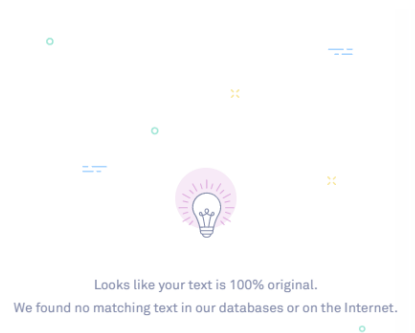 Looks like your text is 100% original.
We found no matching text in our databases or on the Internet.